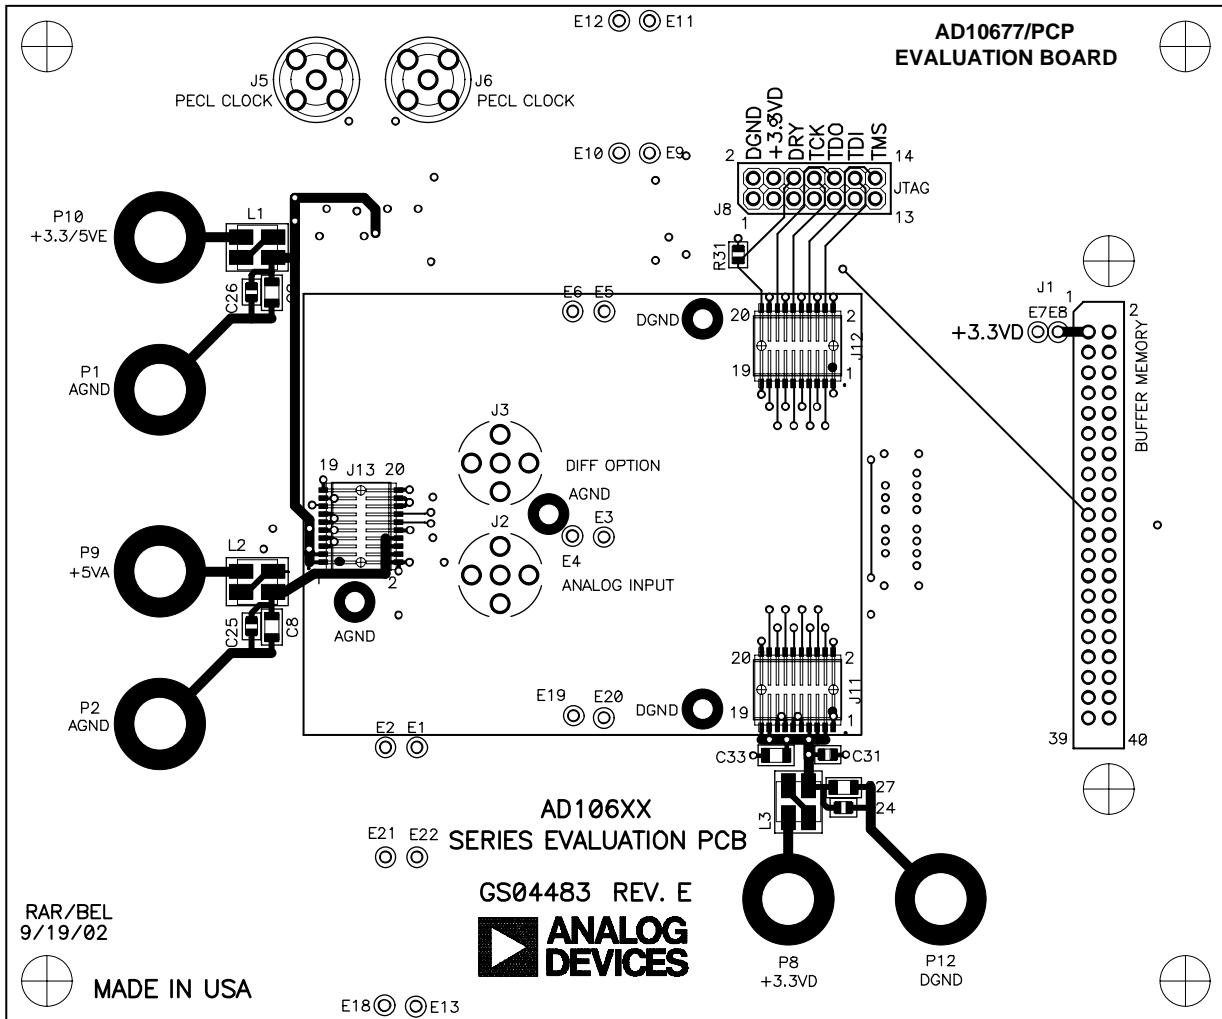 E12 E11
AD10677/PCP
EVALUATION BOARD
J5 J6
PECL CLOCK PECL CLOCK
E10 E9
2 DGND +3.3VD DRY TCK TDO TDI TMS 14
JTAG
J8 13
1
R31
P10 L1
+3.3/5VE
C26
P1
AGND
E6 E5
DGND
20 2
J12
19 1
J1 1 2
E7E8
+3.3VD
BUFFER MEMORY
J3
19 J13 20
DIFF OPTION
AGND
J2
E3
E4
ANALOG INPUT
P9 L2
+5VA
1 2
C25 C8
AGND
P2
AGND
20 2
J11
19 1
E19 E20
DGND
E2 E1
39 40
C33 C31
27
24
L3
AD106XX
SERIES EVALUATION PCB
E21 E22
GS04483 REV. E
ANALOG
DEVICES
RAR/BEL
9/19/02
P8 P12
+3.3VD DGND
MADE IN USA
E18 E13